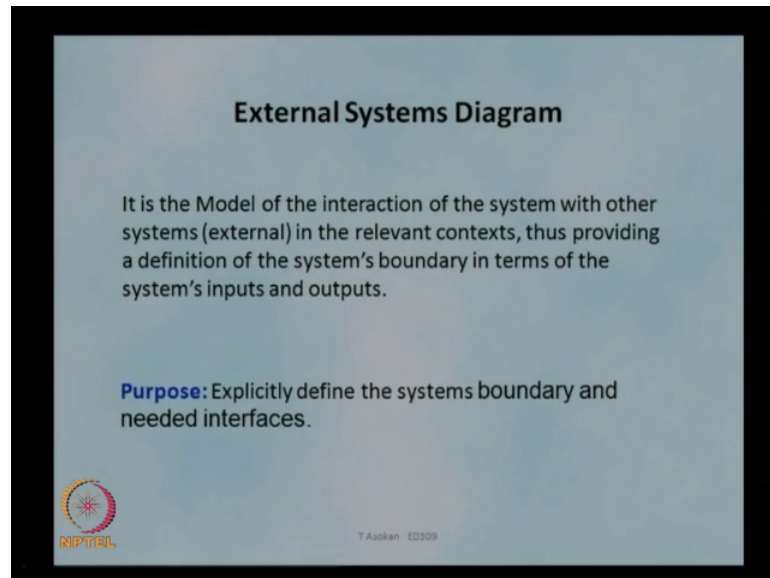 External Systems Diagram
It is the Model of the interaction of the system with other
systems (external) in the relevant contexts, thus providing
a definition of the system's boundary in terms of the
system's inputs and outputs.
Purpose: Explicitly define the systems boundary and
needed interfaces.
NPTEL
T Asokan ED309